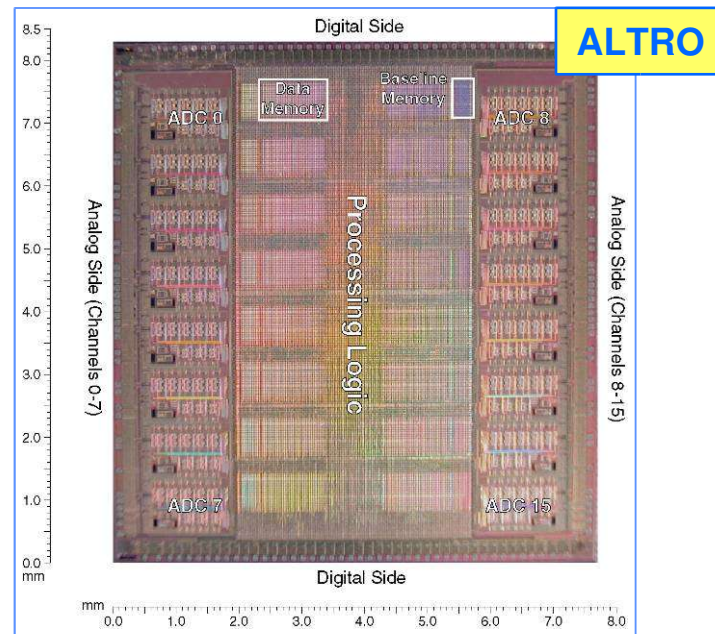 ALTRO
Digital Side
8.5
8.0
7.0
6.0
5.0
4.0
3.0
2.0
1.0
0.0
mm
Analog Side (Channels 0-7)
Data
Memory
Baseline
Memory
ADC 0
ADC 8
Processing Logic
ADC 7
ADC 15
Analog Side (Channels 8-15)
Digital Side
mm
0.0 1.0 2.0 3.0 4.0 5.0 6.0 7.0 8.0